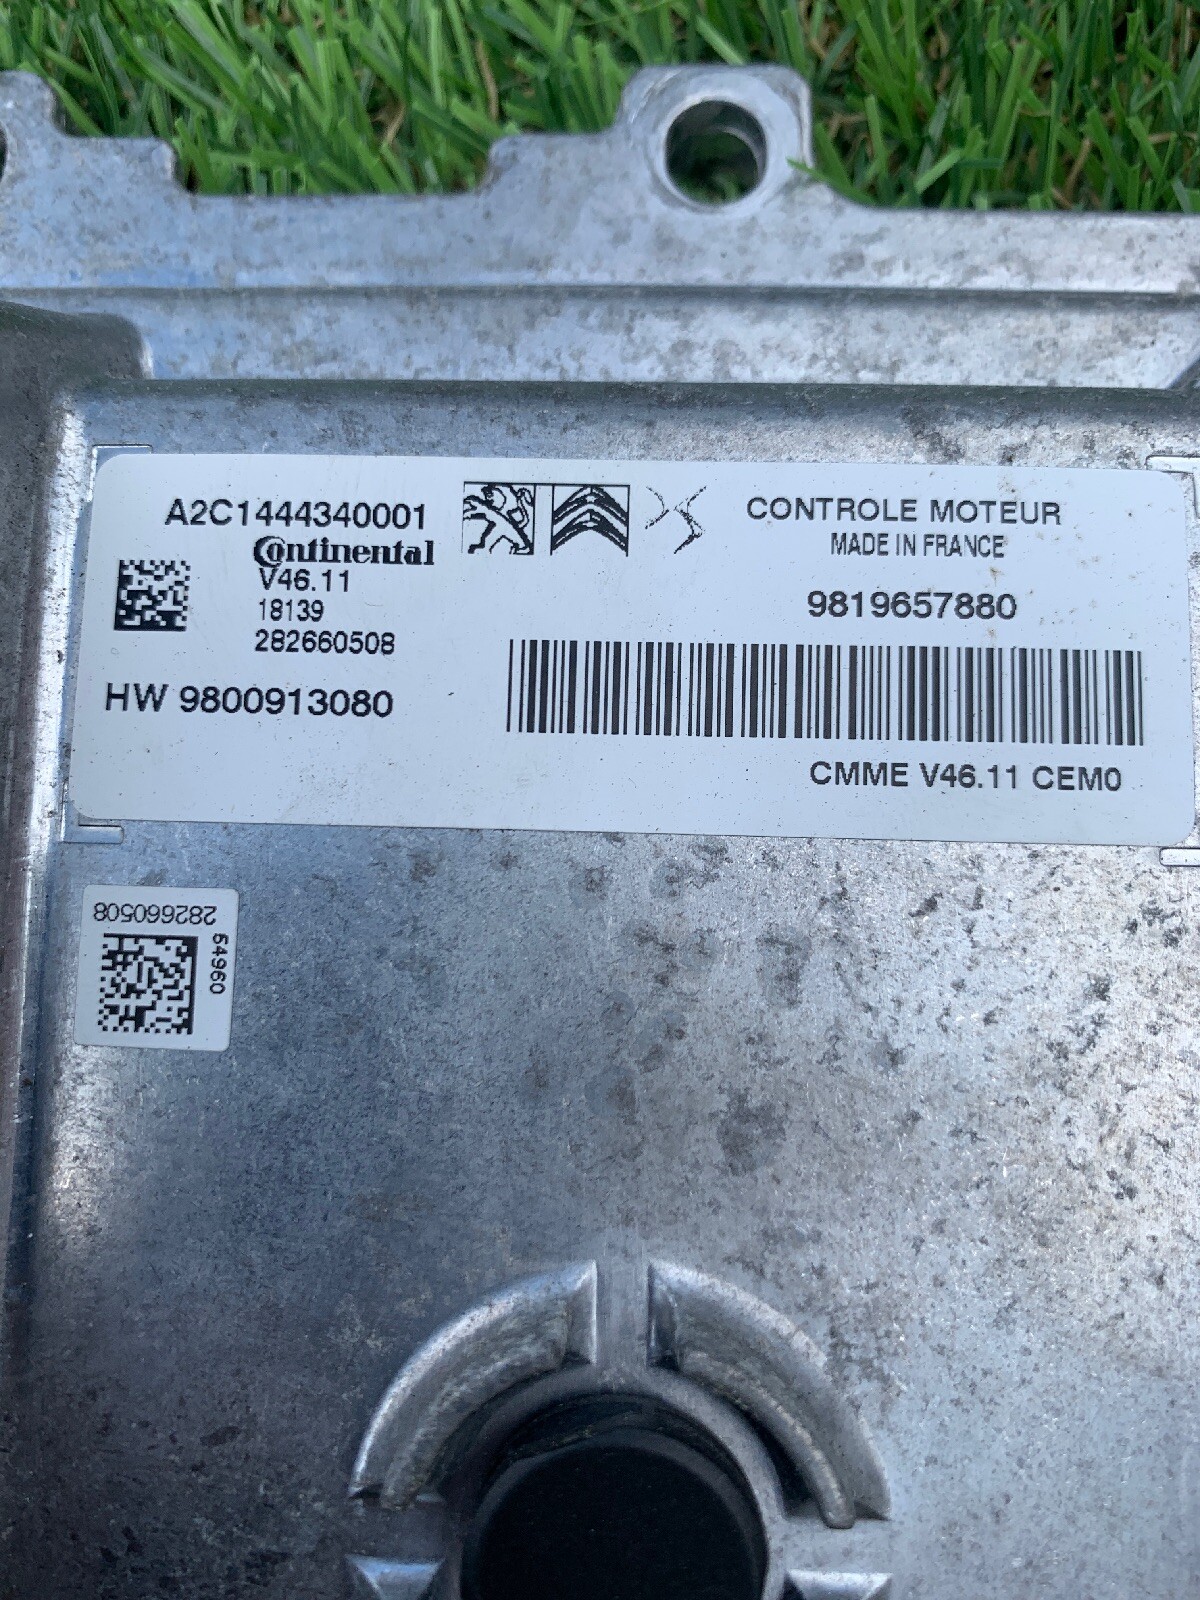 A2C1444340001
Continental
V46.11
18139
282660508
HW 9800913080
CONTROLE MOTEUR
MADE IN FRANCE
9819657880
CMME V46.11 CEM0
282660508
54960